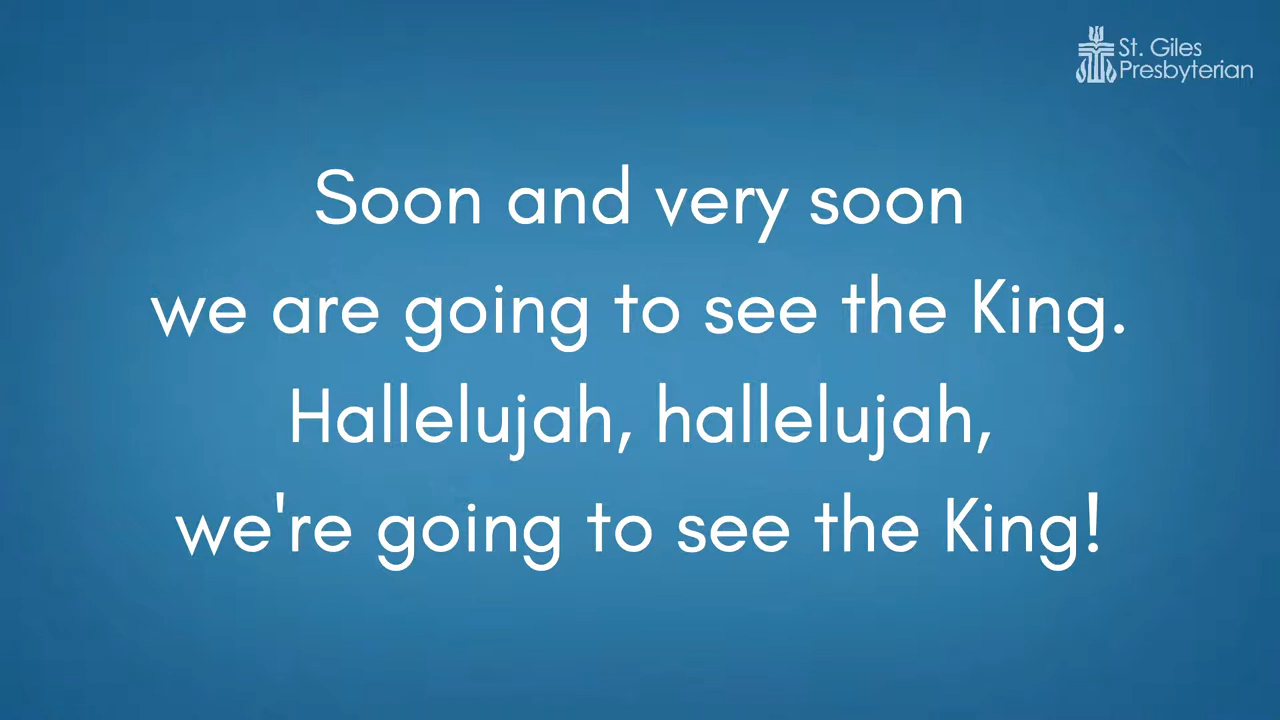 St. Giles
Presbyterian
Soon and very soon
we are going to see the King.
Hallelujah, hallelujah,
we're going to see the King!